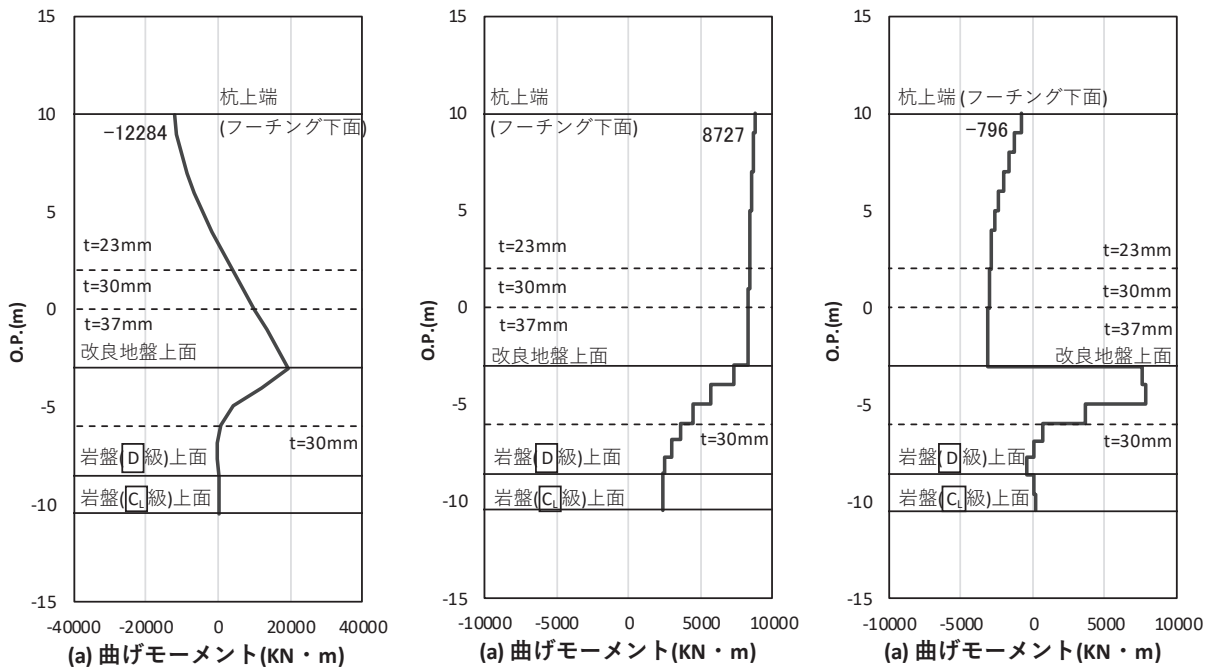 15
10
5
0
-5
-10
-15
O.P.(m)
杭上端
(フーチング下面)
−12284
t=23mm
t=30mm
t=37mm
改良地盤上面
t=30mm
岩盤(D級)上面
岩盤(CL級)上面
-40000 -20000 0 20000 40000
(a) 曲げモーメント(KN・m)
15
10
5
0
-5
-10
-15
O.P.(m)
杭上端
(フーチング下面)
8727
t=23mm
t=30mm
t=37mm
改良地盤上面
t=30mm
岩盤(D級)上面
岩盤(CL級)上面
-10000 -5000 0 5000 10000
(a) 曲げモーメント(KN・m)
15
10
5
0
-5
-10
-15
O.P.(m)
杭上端 (フーチング下面)
−796
t=23mm
t=30mm
t=37mm
改良地盤上面
t=30mm
岩盤(D級)上面
岩盤(CL級)上面
-10000 -5000 0 5000 10000
(a) 曲げモーメント(KN・m)